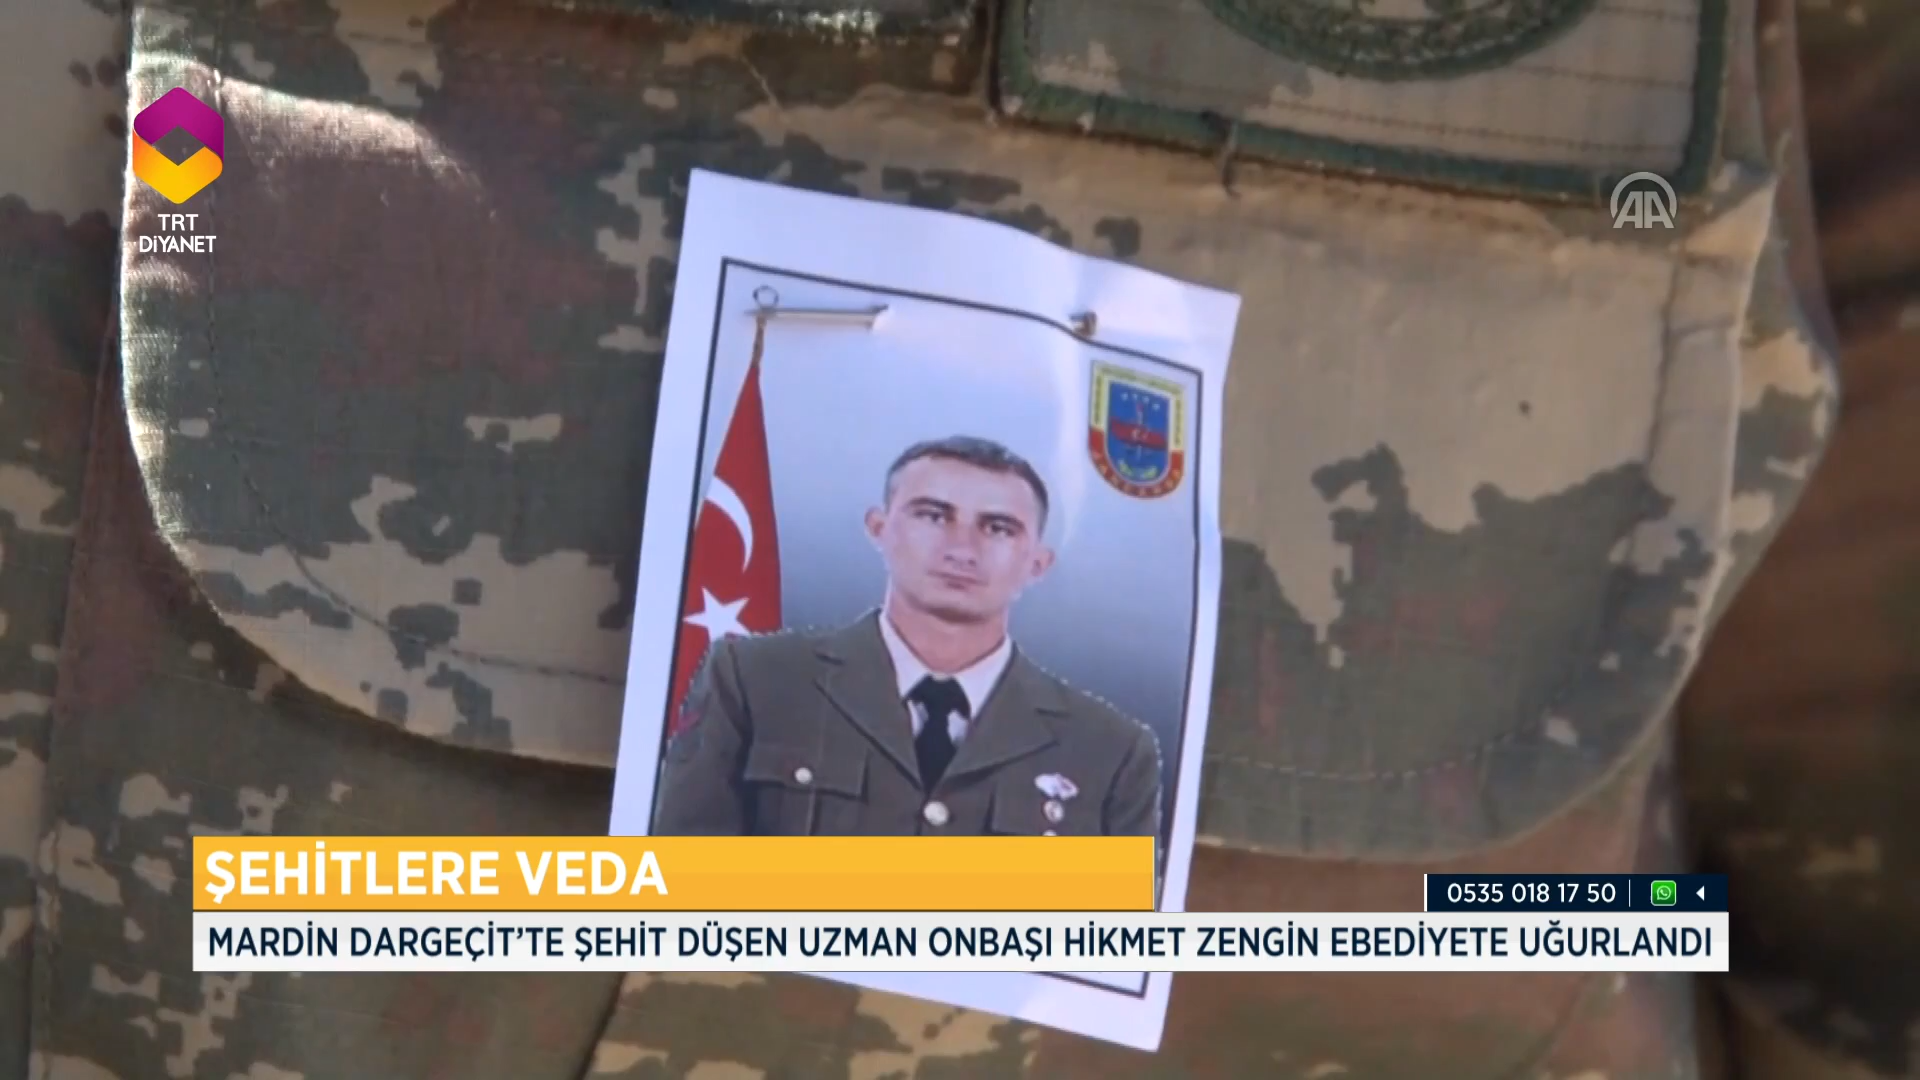 TRT
DİYANET
AA
JANDARMA
ŞEHİTLERE VEDA
0535 018 17 50
MARDİN DARGEÇİT'TE ŞEHİT DÜŞEN UZMAN ONBAŞI HİKMET ZENGİN EBEDİYETE UĞURLANDI